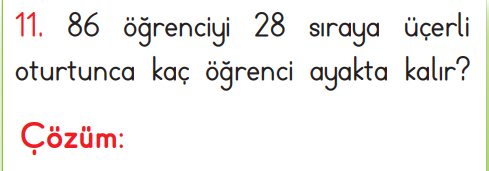 11. 86 öğrenciyi 28 sıraya üçerli
oturtunca kaç öğrenci ayakta kalır?
Çözüm: